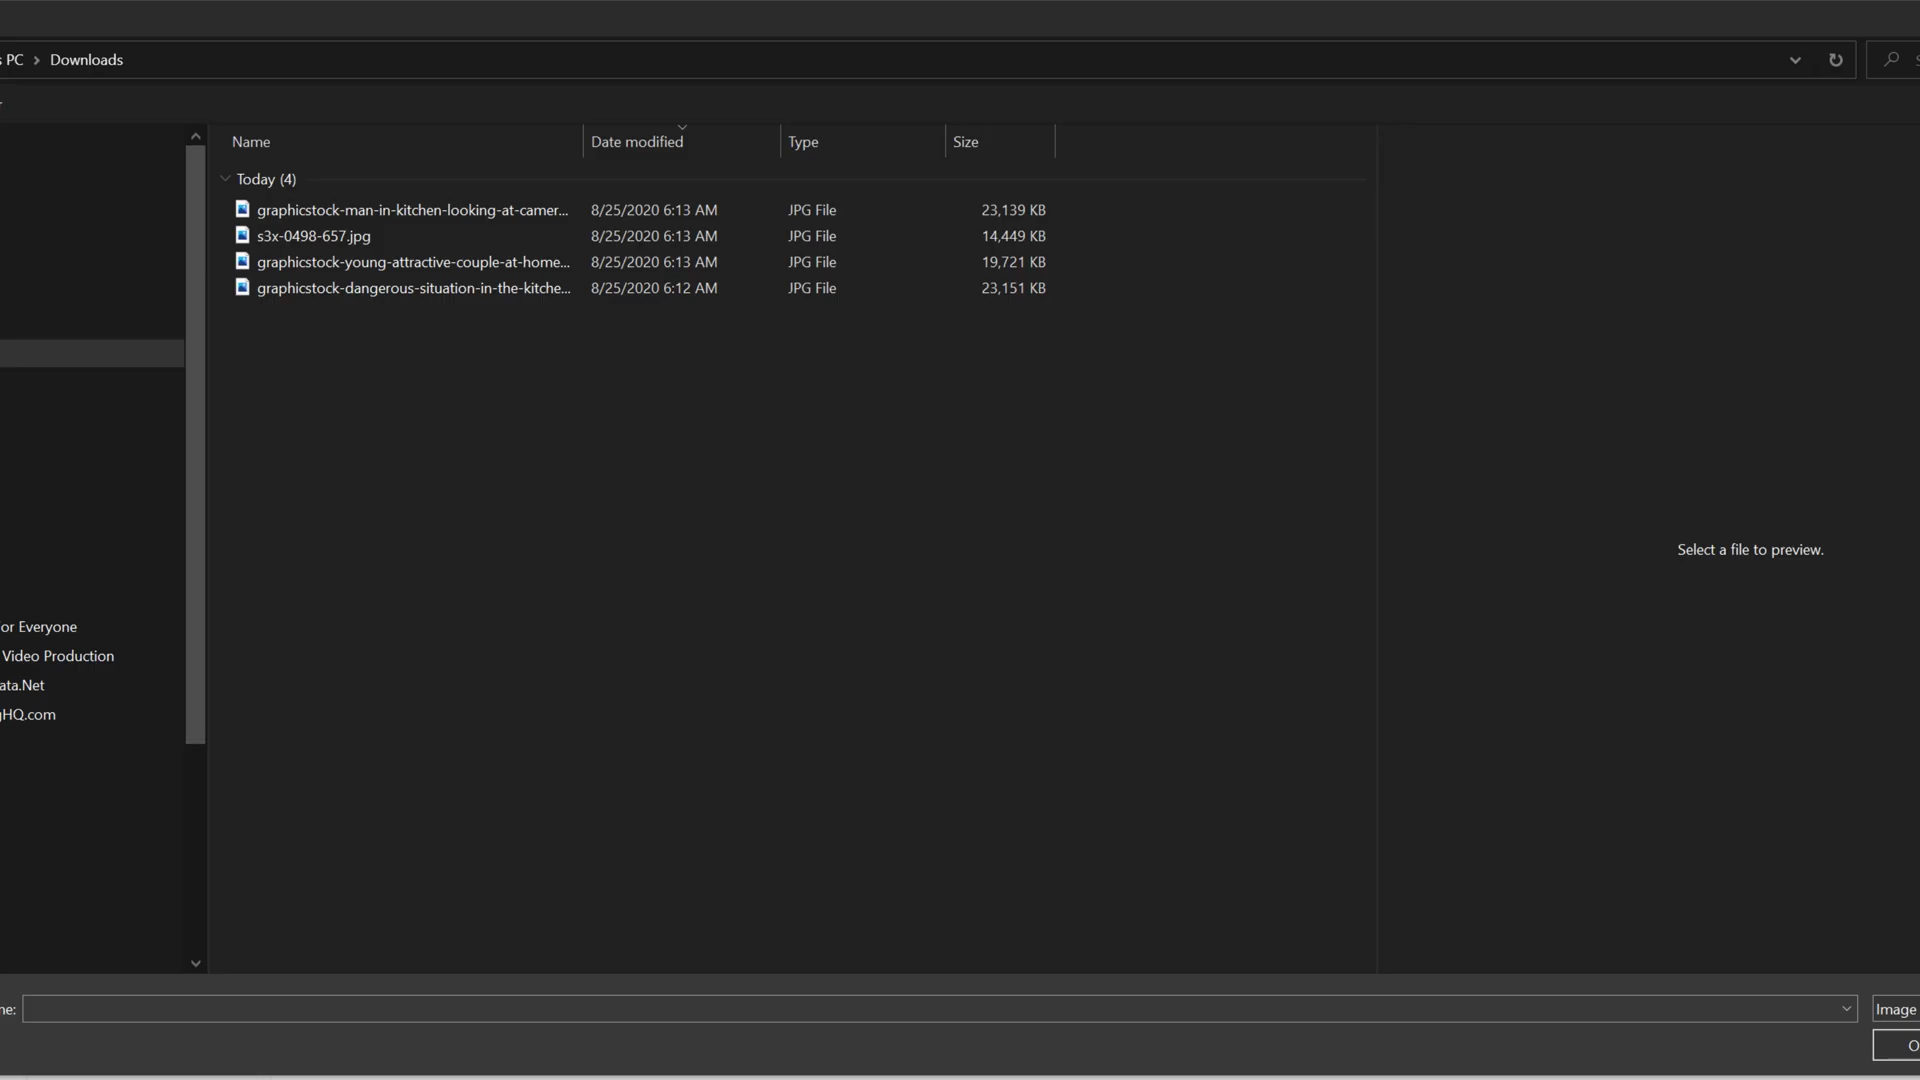 s PC > Downloads
Name Date modified Type Size
Today (4)
graphicstock-man-in-kitchen-looking-at-camer... 8/25/2020 6:13 AM JPG File 23,139 KB
s3x-0498-657.jpg 8/25/2020 6:13 AM JPG File 14,449 KB
graphicstock-young-attractive-couple-at-home... 8/25/2020 6:13 AM JPG File 19,721 KB
graphicstock-dangerous-situation-in-the-kitche... 8/25/2020 6:12 AM JPG File 23,151 KB
Select a file to preview.
or Everyone
Video Production
ata.Net
gHQ.com
me:
Image
O